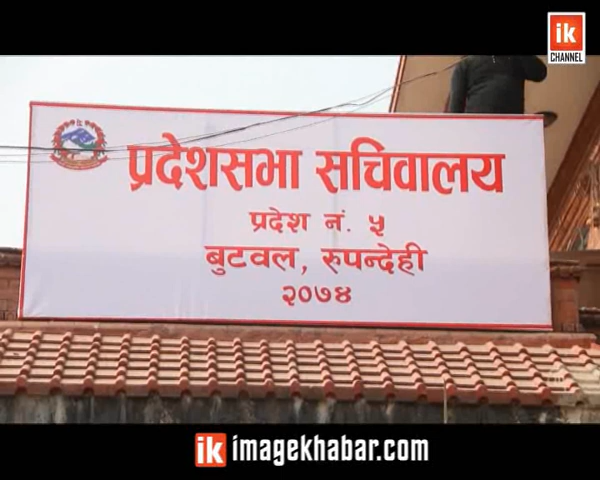 ik
CHANNEL
प्रदेशसभा सचिवालय
प्रदेश नं. ५
बुटवल, रुपन्देही
२०७४
ik imagekhabar.com